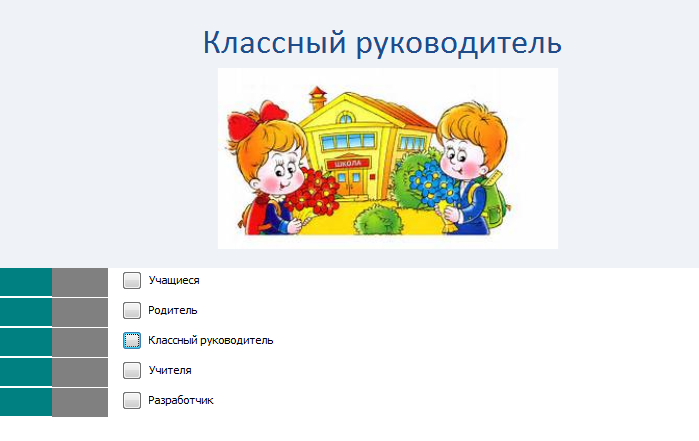 Классный руководитель
ШКОЛА
Учащиеся
Родитель
Классный руководитель
Учителя
Разработчик